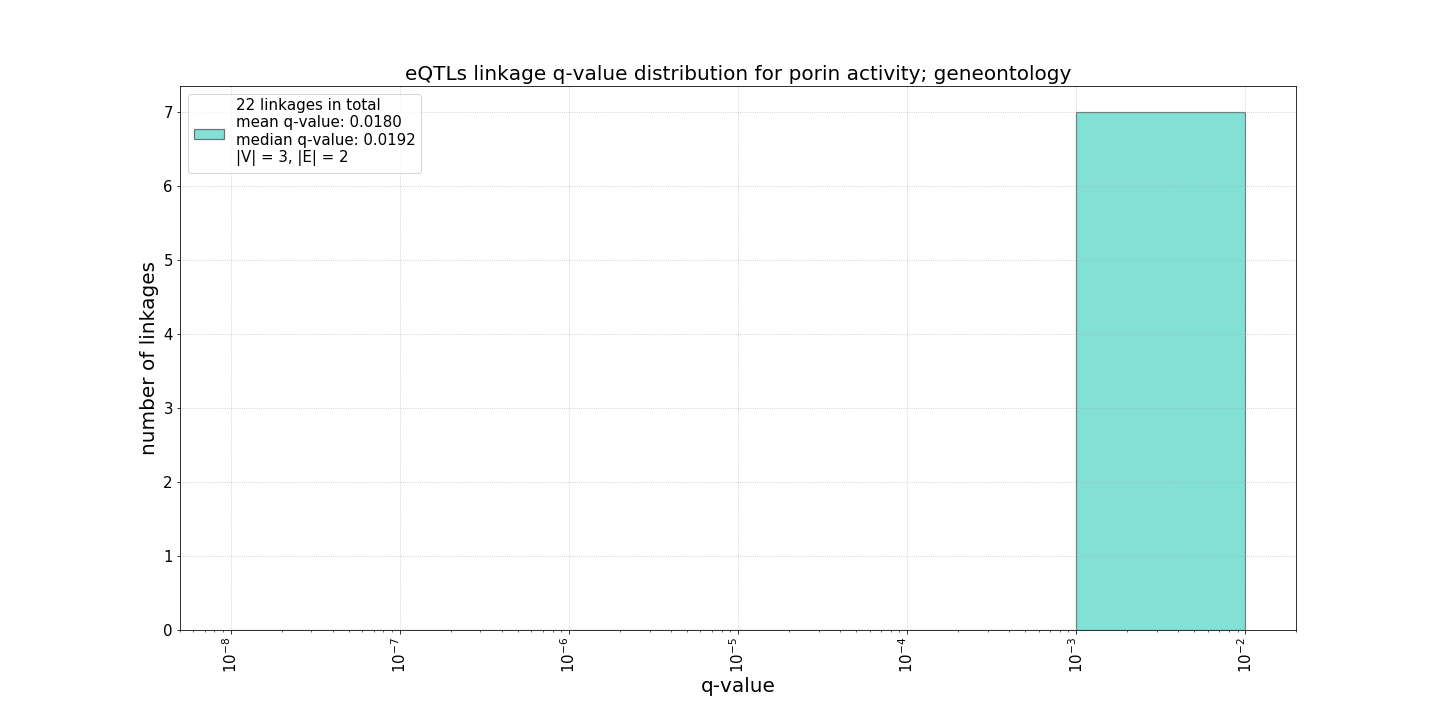 eQTLs linkage q-value distribution for porin activity; geneontology
22 linkages in total
mean q-value: 0.0180
median q-value: 0.0192
|V| = 3, |E| = 2
number of linkages
7
6
5
4
3
2
1
0
10⁻⁸
10⁻⁷
10⁻⁶
10⁻⁵
10⁻⁴
10⁻³
10⁻²
q-value